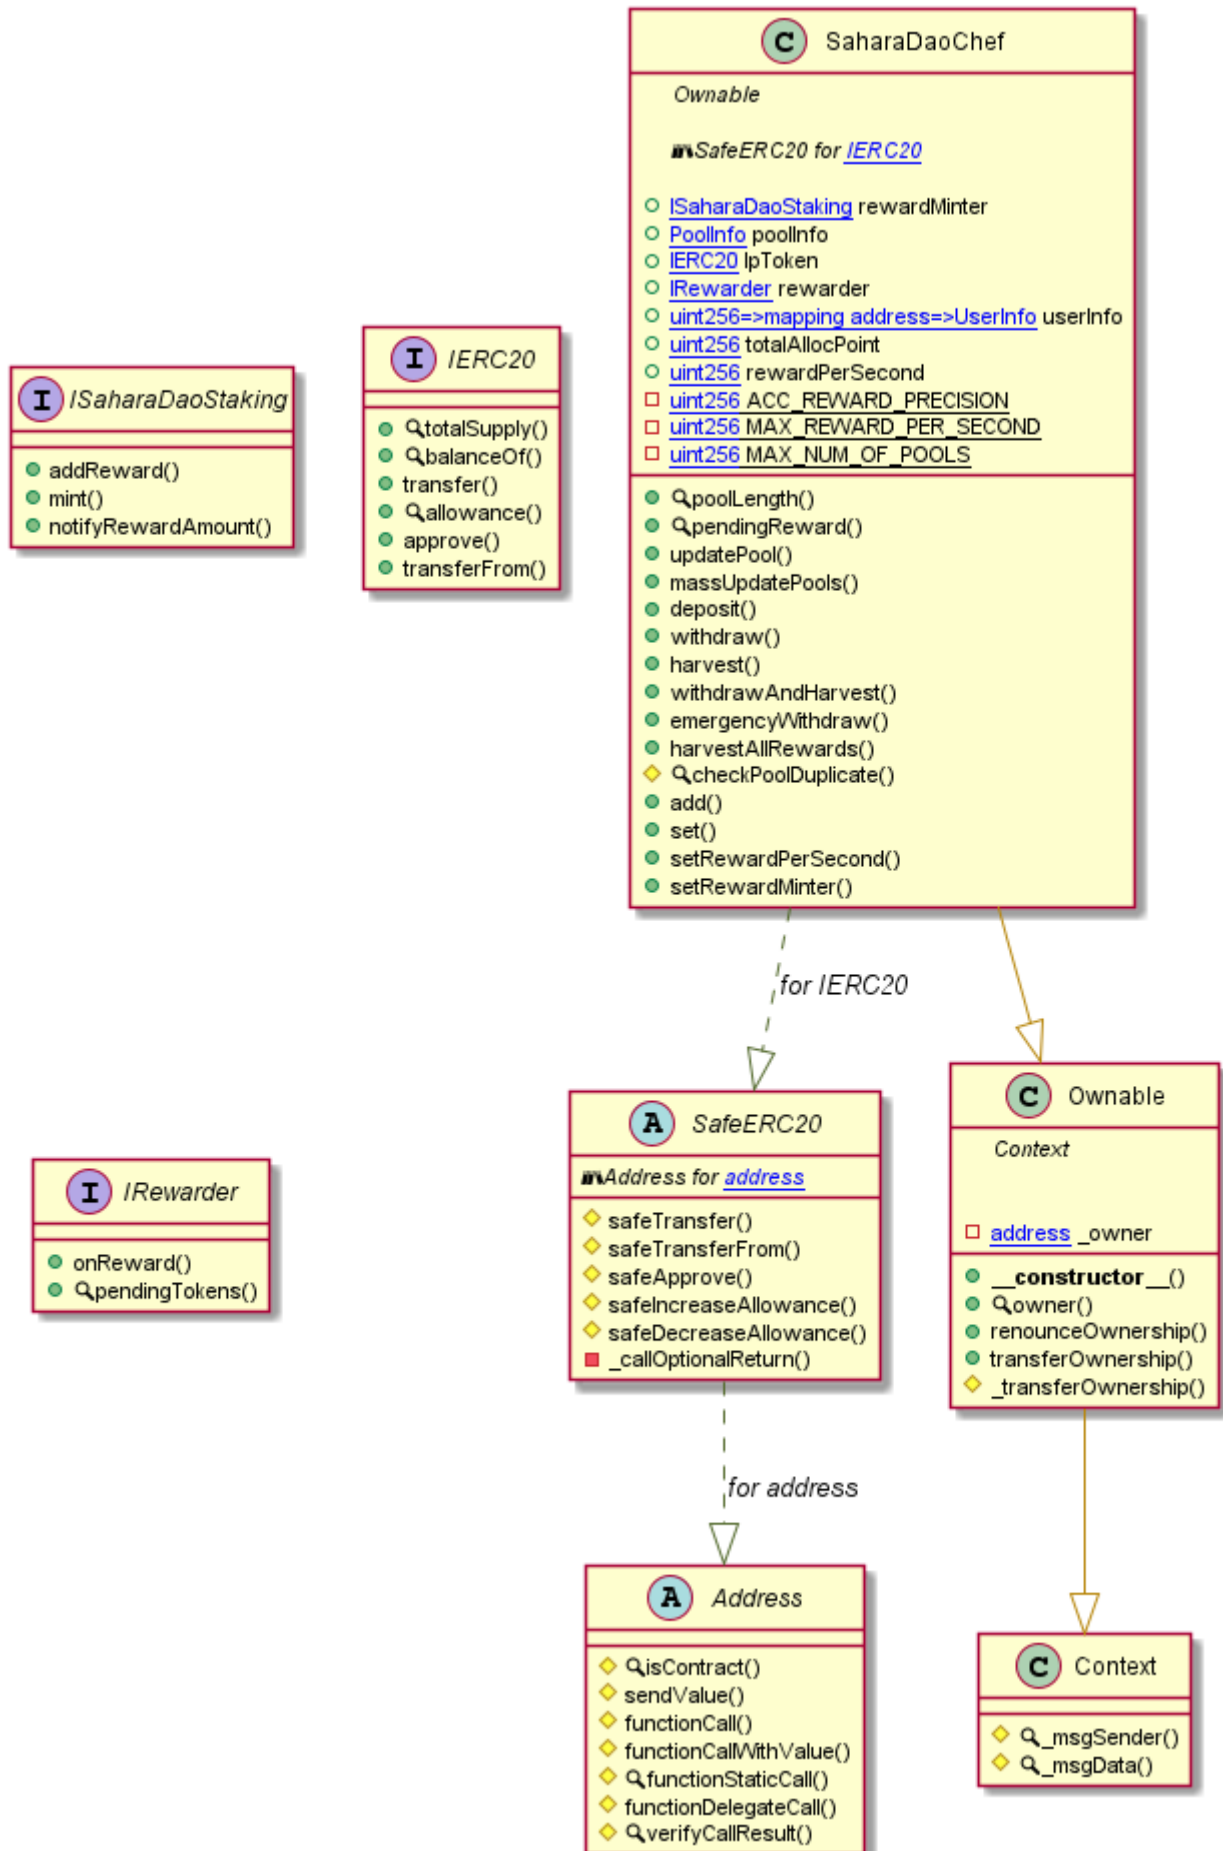 C SaharaDaoChef
Ownable
SafeERC20 for IERC20
ISaharaDaoStaking rewardMinter
PoolInfo poolInfo
IERC20 lpToken
IRewarder rewarder
uint256=>mapping address=>UserInfo userInfo
uint256 totalAllocPoint
uint256 rewardPerSecond
uint256 ACC_REWARD_PRECISION
uint256 MAX_REWARD_PER_SECOND
uint256 MAX_NUM_OF_POOLS
poolLength()
pendingReward()
updatePool()
massUpdatePools()
deposit()
withdraw()
harvest()
withdrawAndHarvest()
emergencyWithdraw()
harvestAllRewards()
checkPoolDuplicate()
add()
set()
setRewardPerSecond()
setRewardMinter()
I IERC20
totalSupply()
balanceOf()
transfer()
allowance()
approve()
transferFrom()
I ISaharaDaoStaking
addReward()
mint()
notifyRewardAmount()
for IERC20
A SafeERC20
Address for address
safeTransfer()
safeTransferFrom()
safeApprove()
safeIncreaseAllowance()
safeDecreaseAllowance()
_callOptionalReturn()
C Ownable
Context
address _owner
__constructor__()
owner()
renounceOwnership()
transferOwnership()
_transferOwnership()
I IRewarder
onReward()
pendingTokens()
for address
A Address
isContract()
sendValue()
functionCall()
functionCallWithValue()
functionStaticCall()
functionDelegateCall()
verifyCallResult()
C Context
_msgSender()
_msgData()